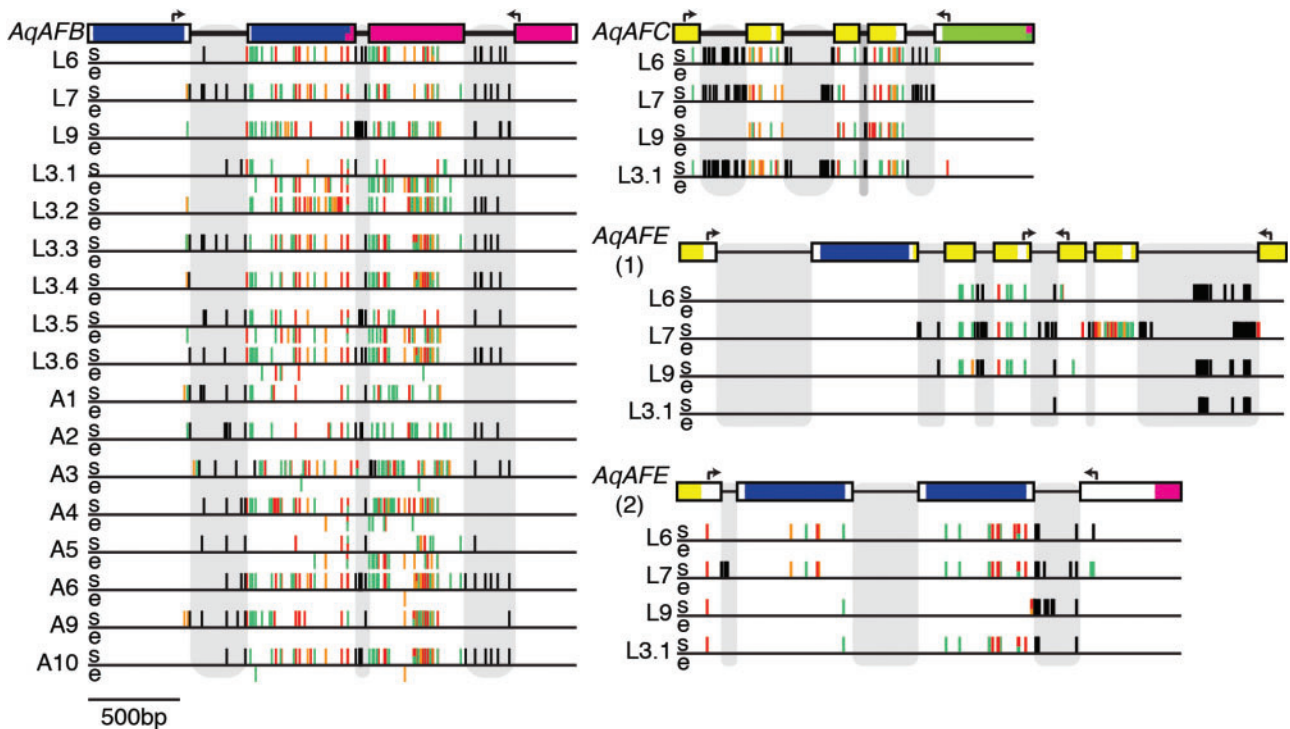 AqAFB
L6 s e
L7 s e
L9 s e
L3.1 s e
L3.2 s e
L3.3 s e
L3.4 s e
L3.5 s e
L3.6 s e
A1 s e
A2 s e
A3 s e
A4 s e
A5 s e
A6 s e
A9 s e
A10 s e
500bp
AqAFC
L6 s e
L7 s e
L9 s e
L3.1 s e
AqAFE
(1)
L6 s e
L7 s e
L9 s e
L3.1 s e
AqAFE
(2)
L6 s e
L7 s e
L9 s e
L3.1 s e